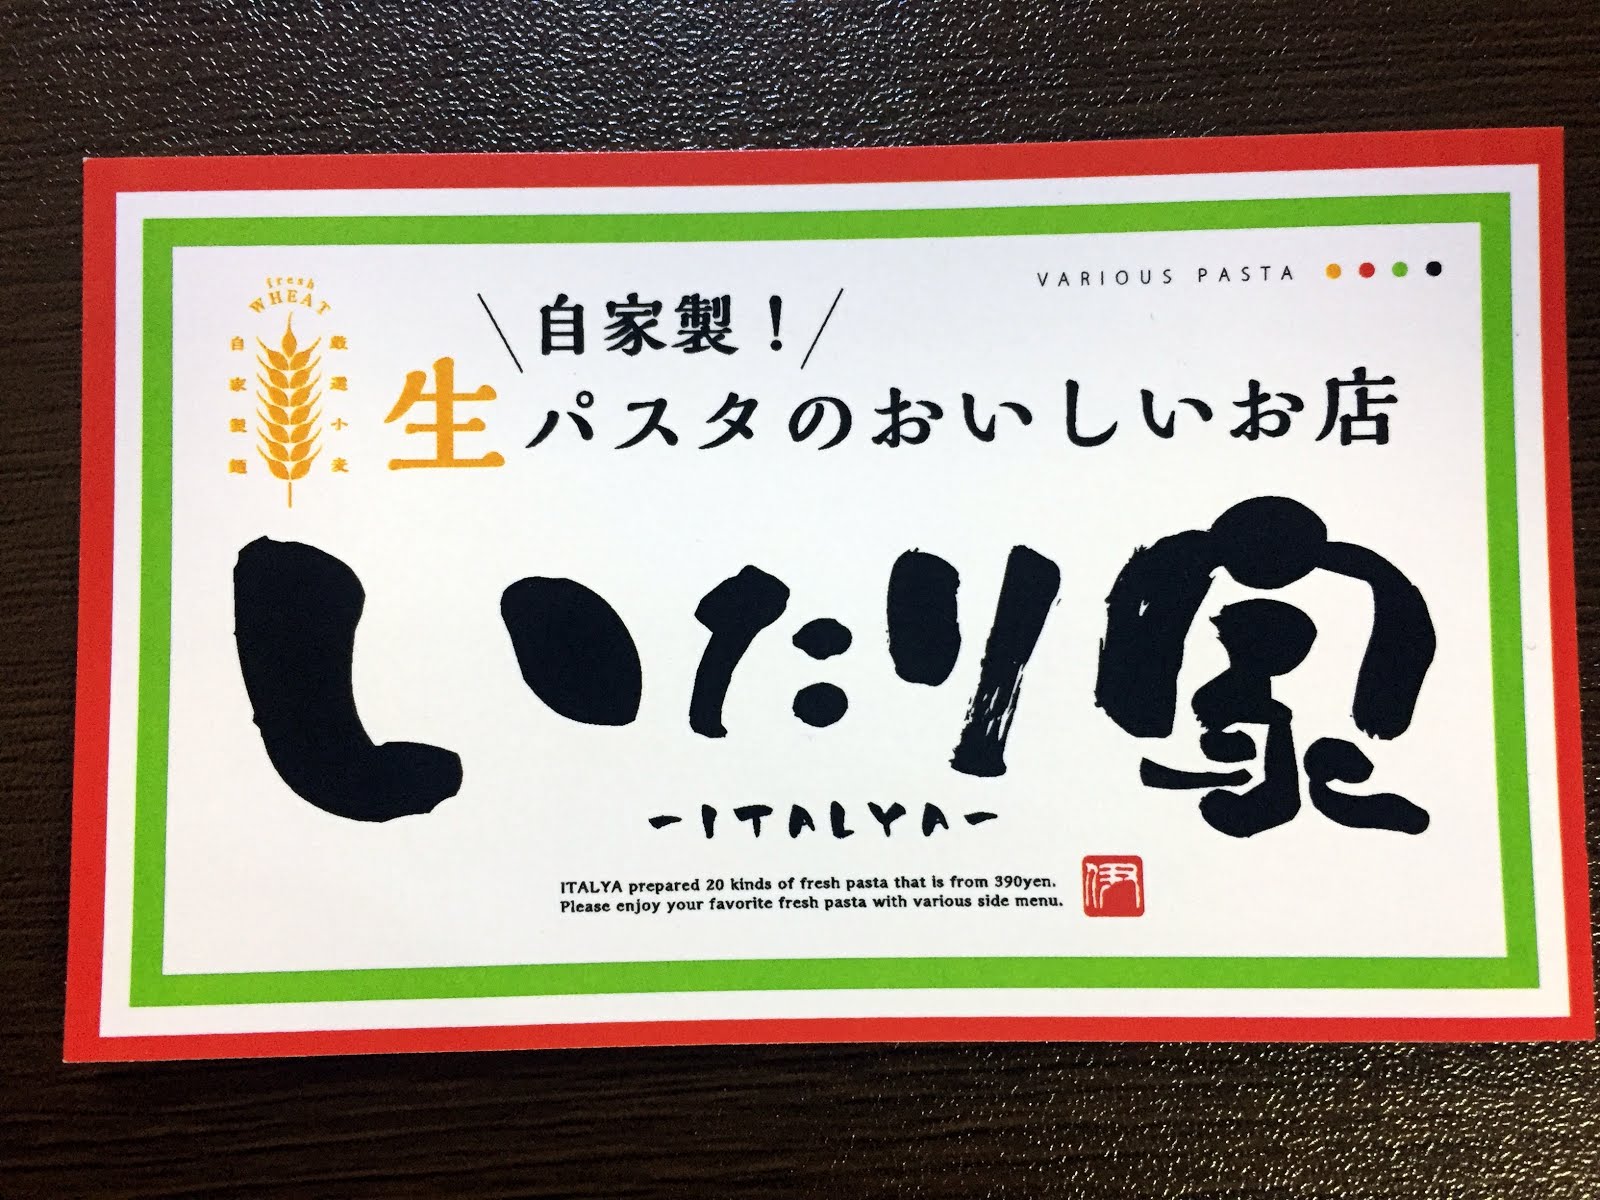 fresh
WHEAT
厳選小麦
自家製麺
VARIOUS PASTA
自家製！
生パスタのおいしいお店
いたり家
-ITALYA-
ITALYA prepared 20 kinds of fresh pasta that is from 390yen.
Please enjoy your favorite fresh pasta with various side menu.
伊